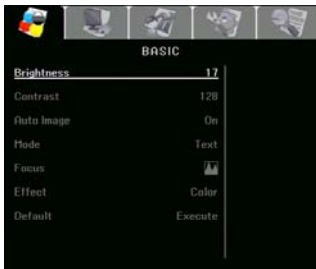 BASIC
Brightness 17
Contrast 128
Auto Image On
Mode Text
Focus
Effect Color
Default Execute